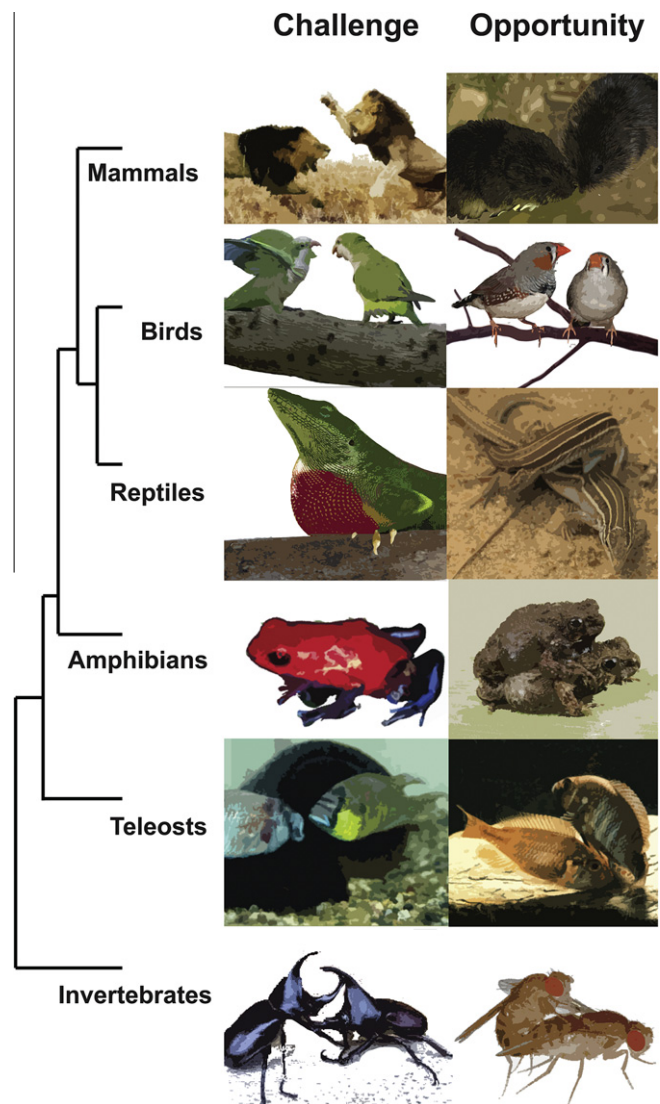 Challenge Opportunity
Mammals
Birds
Reptiles
Amphibians
Teleosts
Invertebrates